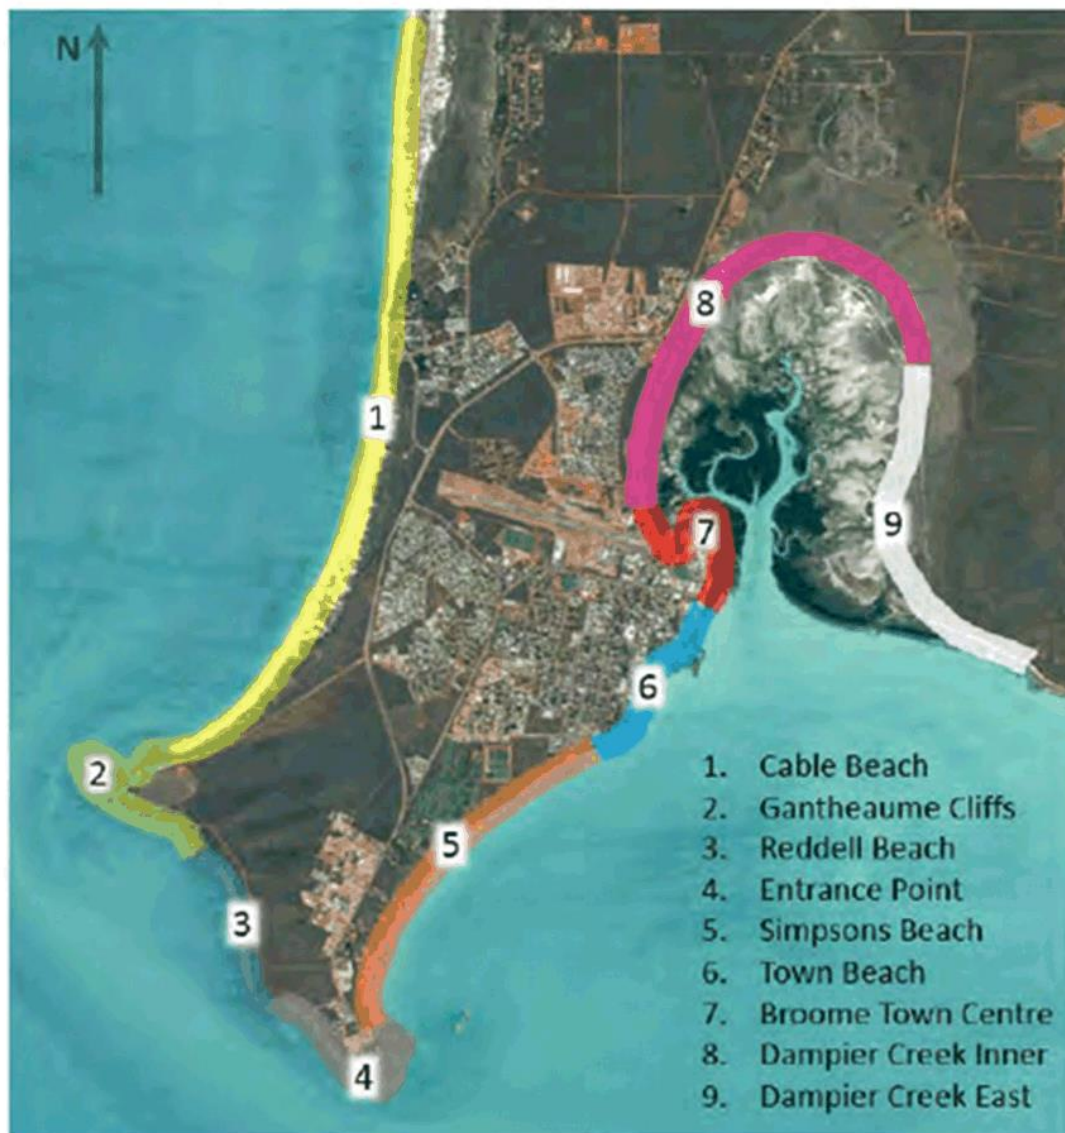 N
8
1
9
7
6
2
1. Cable Beach
2. Gantheaume Cliffs
5
3. Reddell Beach
4. Entrance Point
3
5. Simpsons Beach
6. Town Beach
7. Broome Town Centre
4
8. Dampier Creek Inner
9. Dampier Creek East